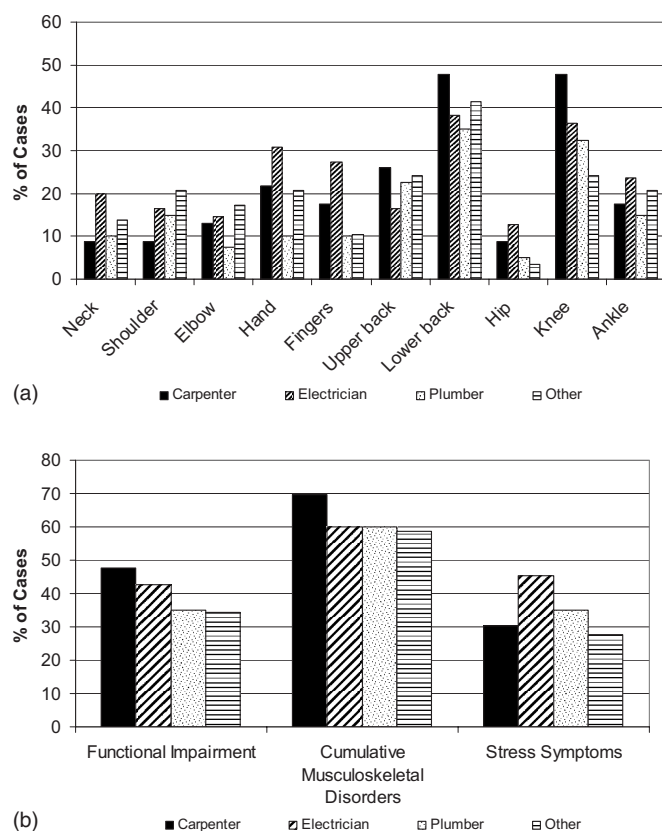 60
50
40
30
20
10
0
% of Cases
Neck
Shoulder
Elbow
Hand
Fingers
Upper back
Lower back
Hip
Knee
Ankle
(a)
Carpenter Electrician Plumber Other
80
70
60
50
40
30
20
10
0
% of Cases
Functional Impairment Cumulative Musculoskeletal Disorders Stress Symptoms
(b)
Carpenter Electrician Plumber Other